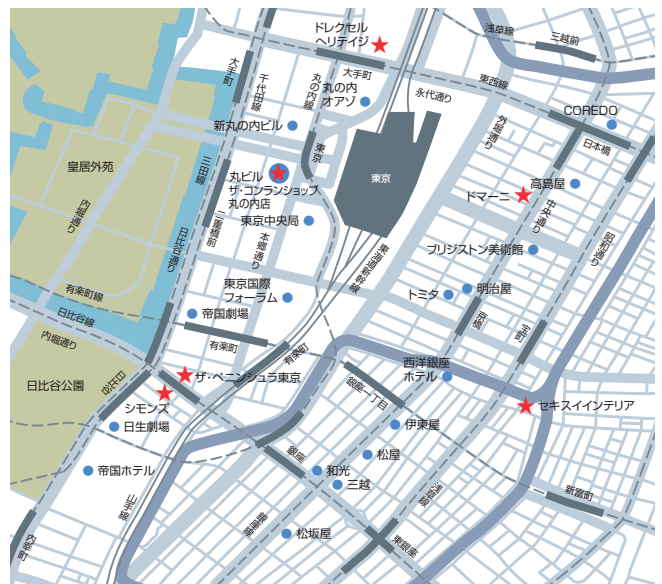 ドレクセル
ヘリテイジ
浅草線
三越前
大手町
千代田線
丸の内線
大手町
丸の内
オアゾ
東西線
永代通り
COREDO
新丸の内ビル
外堀通り
日本橋
皇居外苑
三田線
東京
東京
丸ビル
ザ・コンランショップ
丸の内店
高島屋
ドマーニ
中央通り
昭和通り
内堀通り
日比谷通り
二重橋前
本郷通り
東京中央局
東海道新幹線
ブリジストン美術館
有楽町線
東京国際
フォーラム
明治屋
トミタ
日比谷線
帝国劇場
京橋
宝町
内堀通り
有楽町
有楽町
西洋銀座
ホテル
日比谷公園
日比谷
ザ・ペニンシュラ東京
銀座一丁目
シモンズ
セキスイインテリア
日生劇場
伊東屋
銀座
松屋
帝国ホテル
和光
三越
浅草線
新富町
山手線
銀座線
松坂屋
東銀座
内幸町